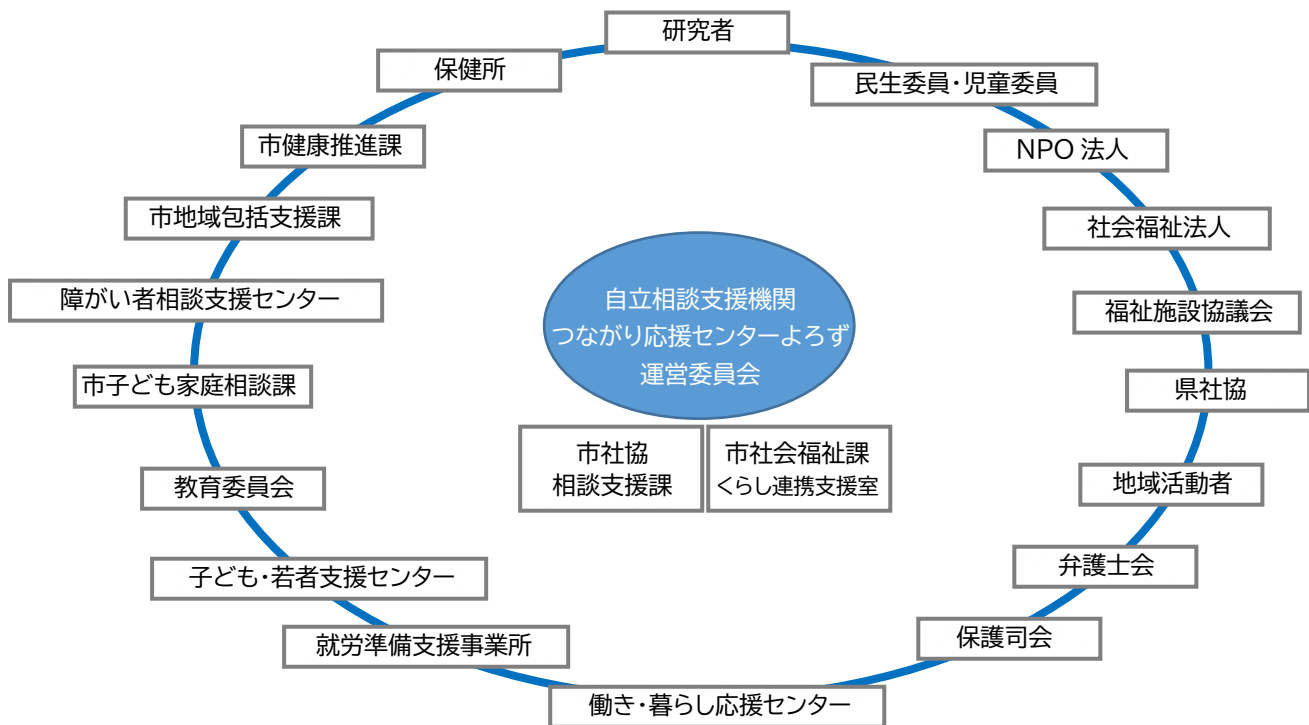 研究者
保健所
民生委員・児童委員
市健康推進課
NPO 法人
市地域包括支援課
社会福祉法人
障がい者相談支援センター
福祉施設協議会
自立相談支援機関
つながり応援センターよろず
運営委員会
市子ども家庭相談課
県社協
市社協
相談支援課
市社会福祉課
くらし連携支援室
教育委員会
地域活動者
子ども・若者支援センター
弁護士会
就労準備支援事業所
保護司会
働き・暮らし応援センター